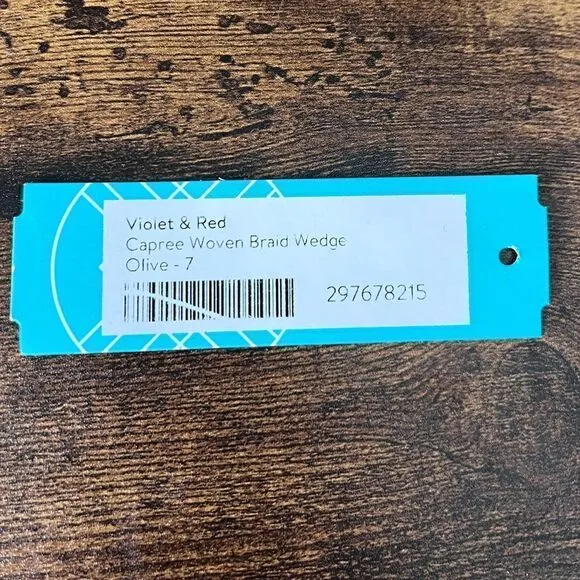 Violet & Red
Capree Woven Braid Wedge
Olive - 7
297678215